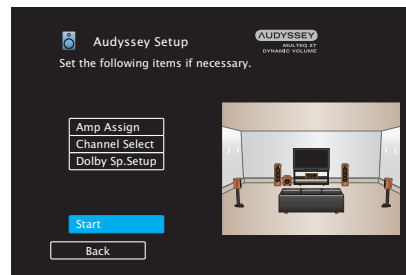 Audyssey Setup
AUDYSSEY
MULTEQ XT
DYNAMIC VOLUME
Set the following items if necessary.
Amp Assign
Channel Select
Dolby Sp.Setup
Start
Back